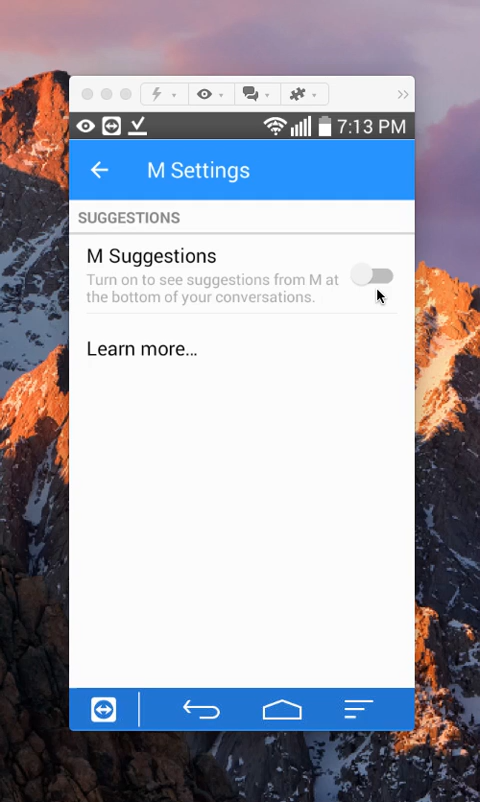 7:13 PM
M Settings
SUGGESTIONS
M Suggestions
Turn on to see suggestions from M at
the bottom of your conversations.
Learn more...